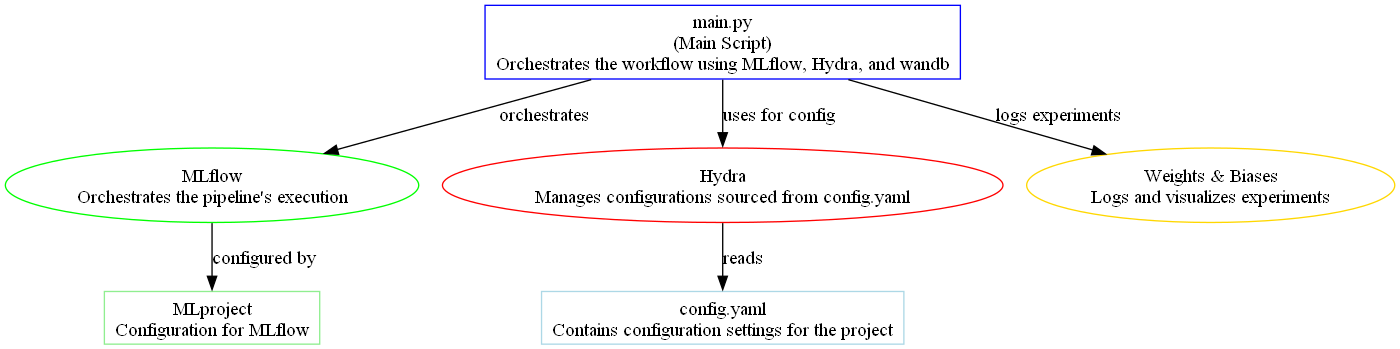 main.py
(Main Script)
Orchestrates the workflow using MLflow, Hydra, and wandb
orchestrates
uses for config
logs experiments
MLflow
Orchestrates the pipeline's execution
Hydra
Manages configurations sourced from config.yaml
Weights & Biases
Logs and visualizes experiments
configured by
reads
MLproject
Configuration for MLflow
config.yaml
Contains configuration settings for the project